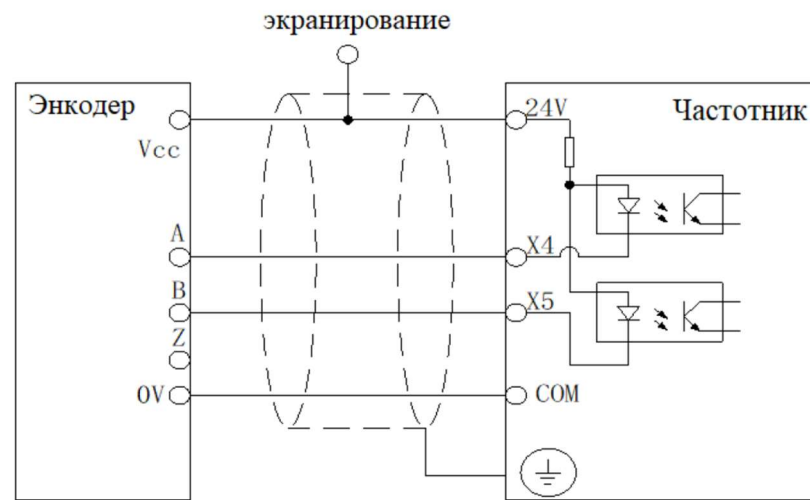 экранирование
Энкодер
Частотник
24V
Vcc
A
X4
B
X5
Z
0V
COM